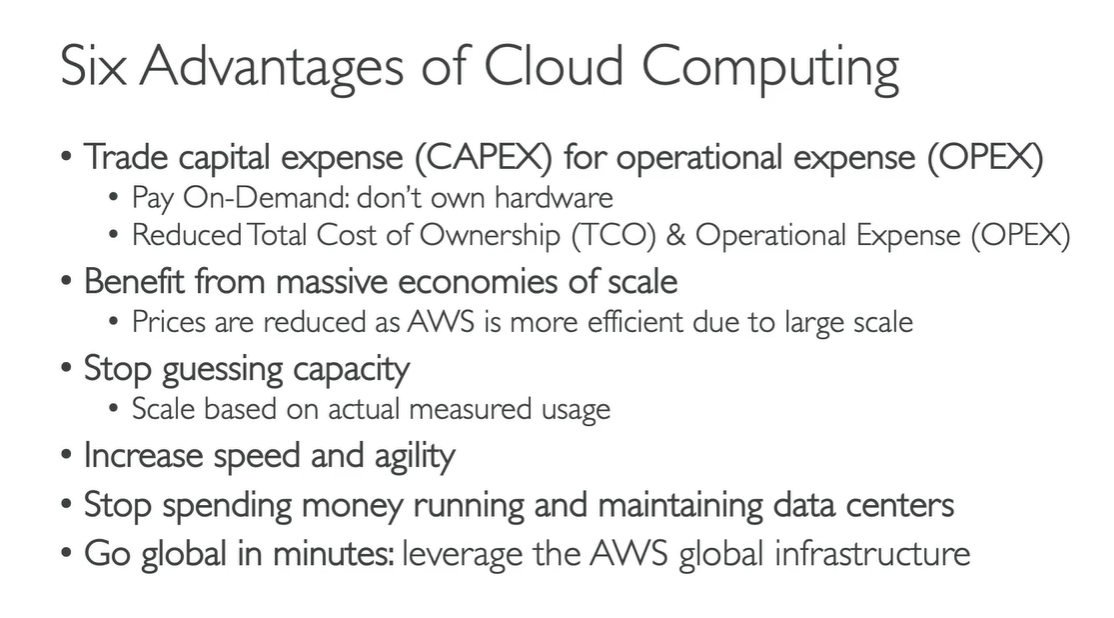 Six Advantages of Cloud Computing
• Trade capital expense (CAPEX) for operational expense (OPEX)
• Pay On-Demand: don’t own hardware
• Reduced Total Cost of Ownership (TCO) & Operational Expense (OPEX)
• Benefit from massive economies of scale
• Prices are reduced as AWS is more efficient due to large scale
• Stop guessing capacity
• Scale based on actual measured usage
• Increase speed and agility
• Stop spending money running and maintaining data centers
• Go global in minutes: leverage the AWS global infrastructure